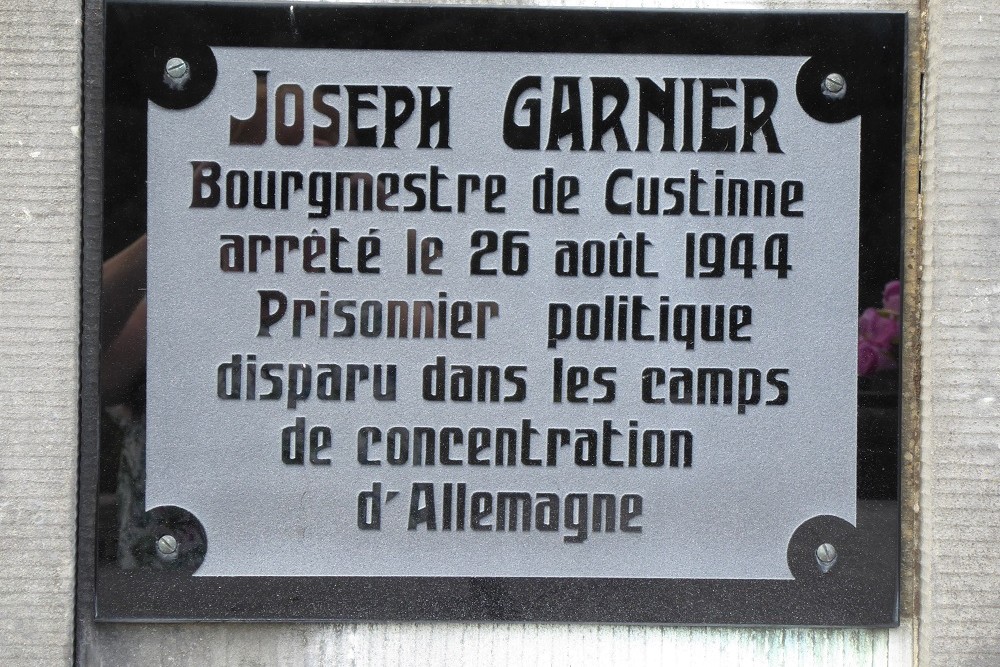 Joseph GARNIER
Bourgmestre de Custinne
arrêté le 26 août 1944
Prisonnier politique
disparu dans les camps
de concentration
d'Allemagne